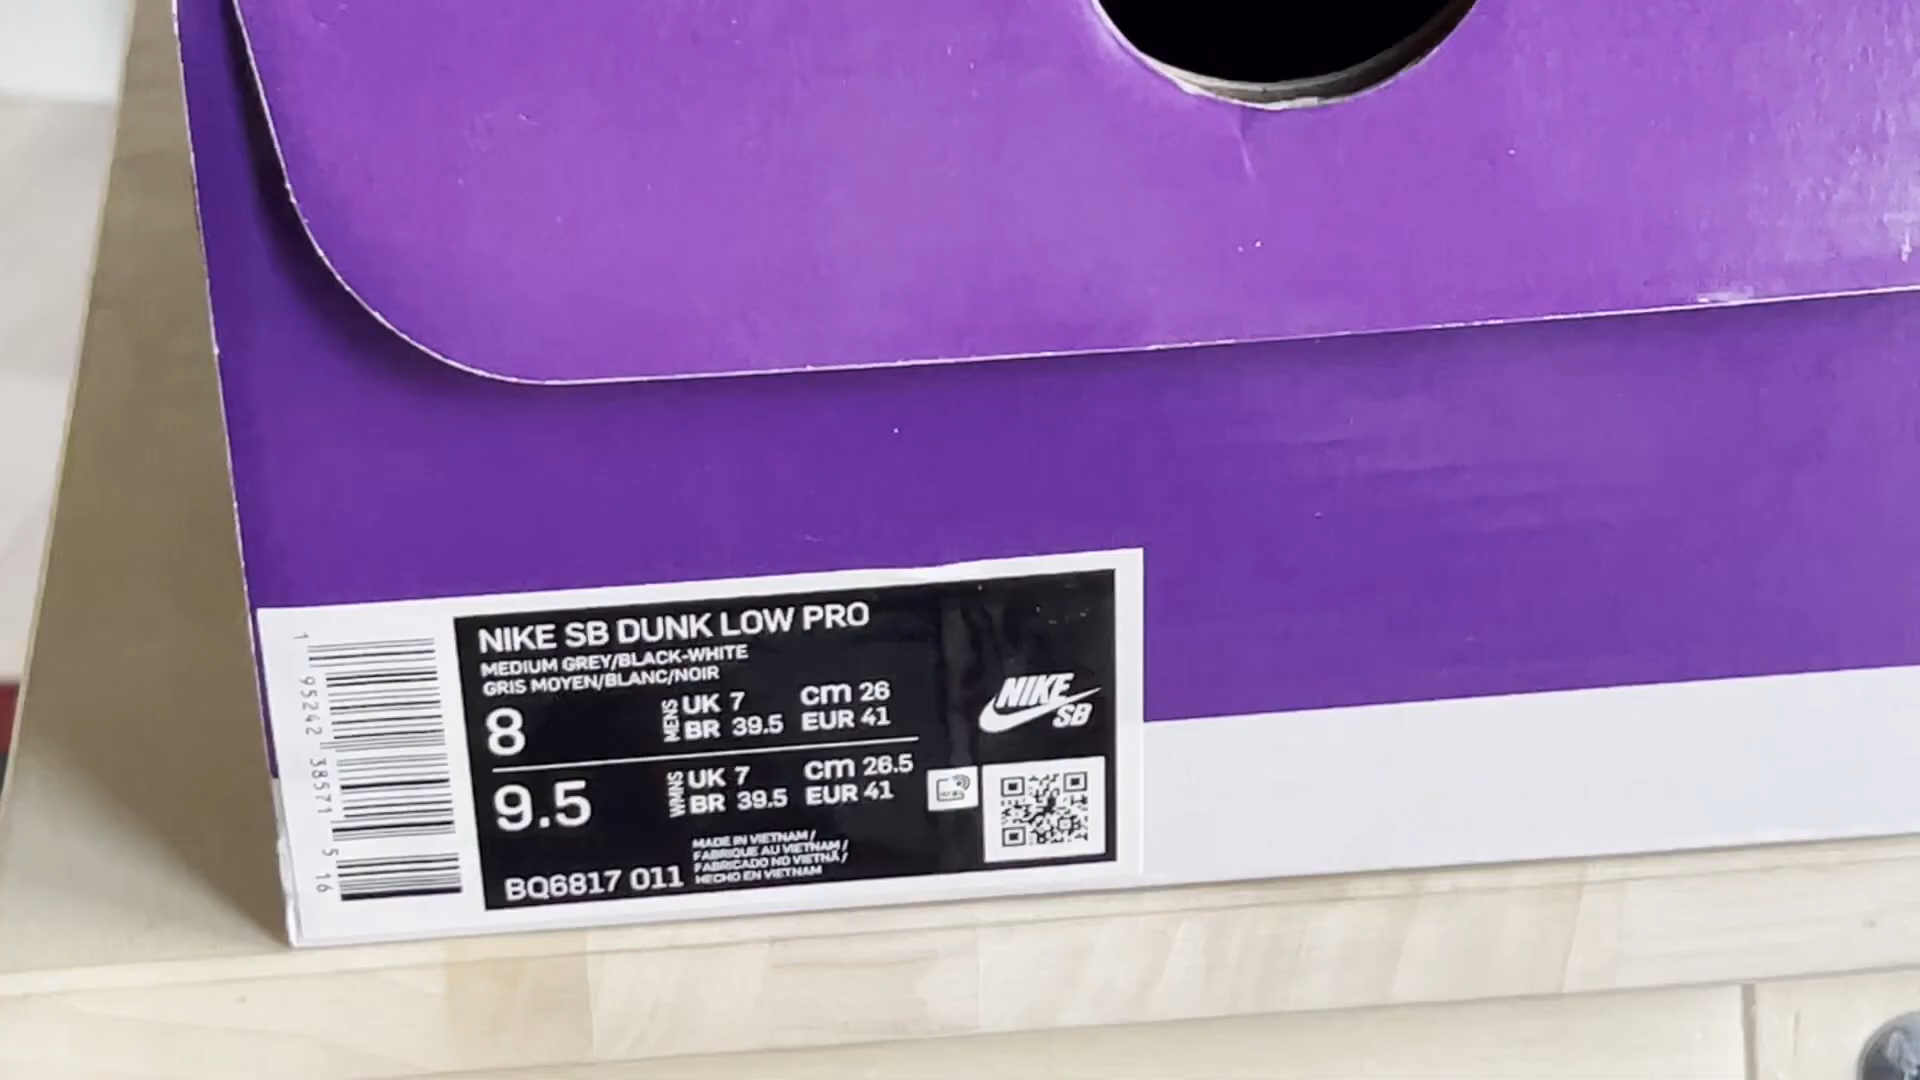 NIKE SB DUNK LOW PRO
MEDIUM GREY/BLACK-WHITE
GRIS MOYEN/BLANC/NOIR
8
MENS
UK 7
cm 26
BR 39.5
EUR 41
9.5
WMNS
UK 7
cm 26.5
BR 39.5
EUR 41
MADE IN VIETNAM /
FABRIQUE AU VIETNAM /
FABRICADO NO VIETNÃ /
HECHO EN VIETNAM
BQ6817 011
NIKE
SB
1 95242 38571 5 16